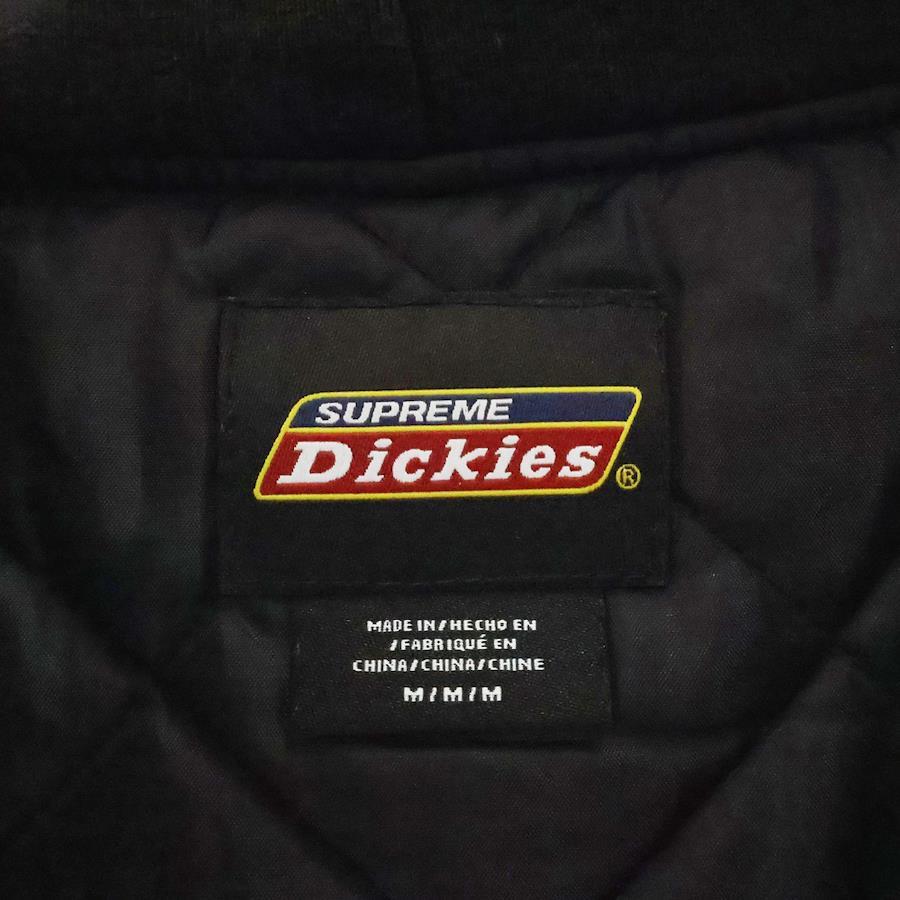 SUPREME
Dickies®
MADE IN/HECHO EN
/FABRIQUÉ EN
CHINA/CHINA/CHINE
M/M/M